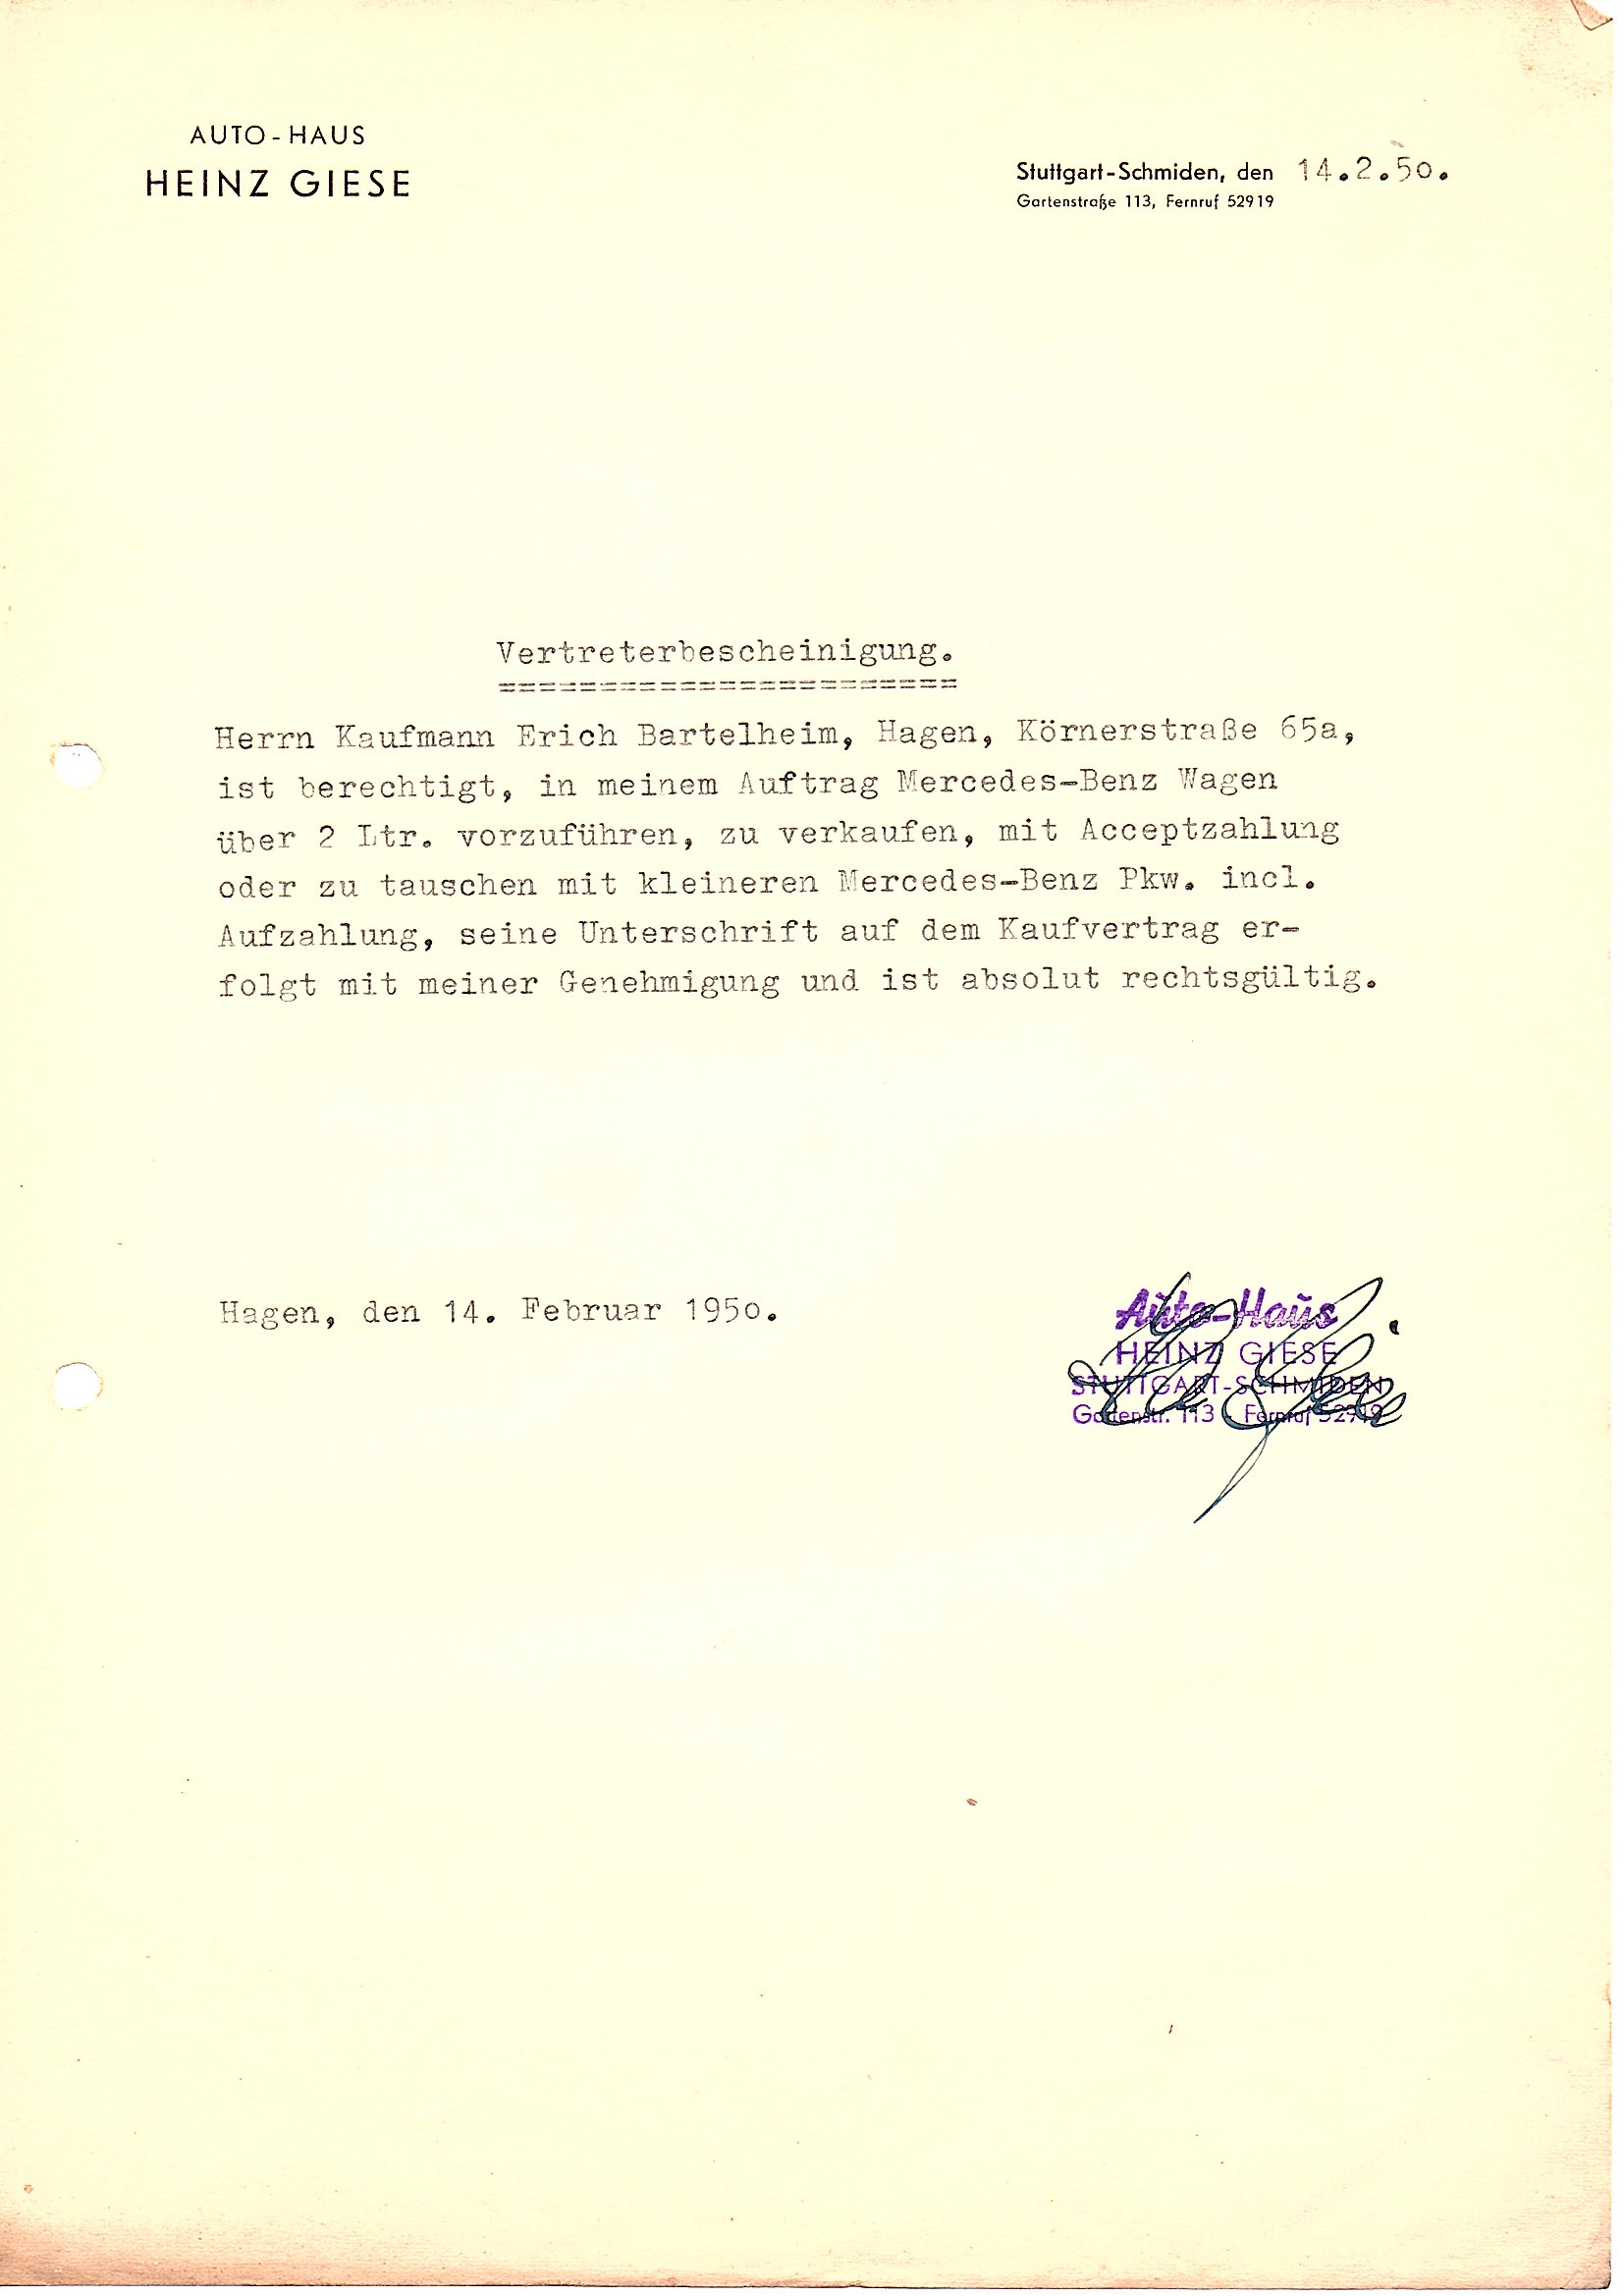 AUTO-HAUS
HEINZ GIESE
Stuttgart-Schmiden, den 14.2.50.
Gartenstraße 113, Fernruf 52919
Vertreterbescheinigung.
=======================
Herrn Kaufmann Erich Bartelheim, Hagen, Körnerstraße 65a,
ist berechtigt, in meinem Auftrag Mercedes-Benz Wagen
über 2 Ltr. vorzuführen, zu verkaufen, mit Acceptzahlung
oder zu tauschen mit kleineren Mercedes-Benz Pkw. incl.
Aufzahlung, seine Unterschrift auf dem Kaufvertrag er-
folgt mit meiner Genehmigung und ist absolut rechtsgültig.
Hagen, den 14. Februar 1950.
Auto-Haus
HEINZ GIESE
STUTTGART-SCHMIDEN
Gartenstr. 113 - Fernruf 52919